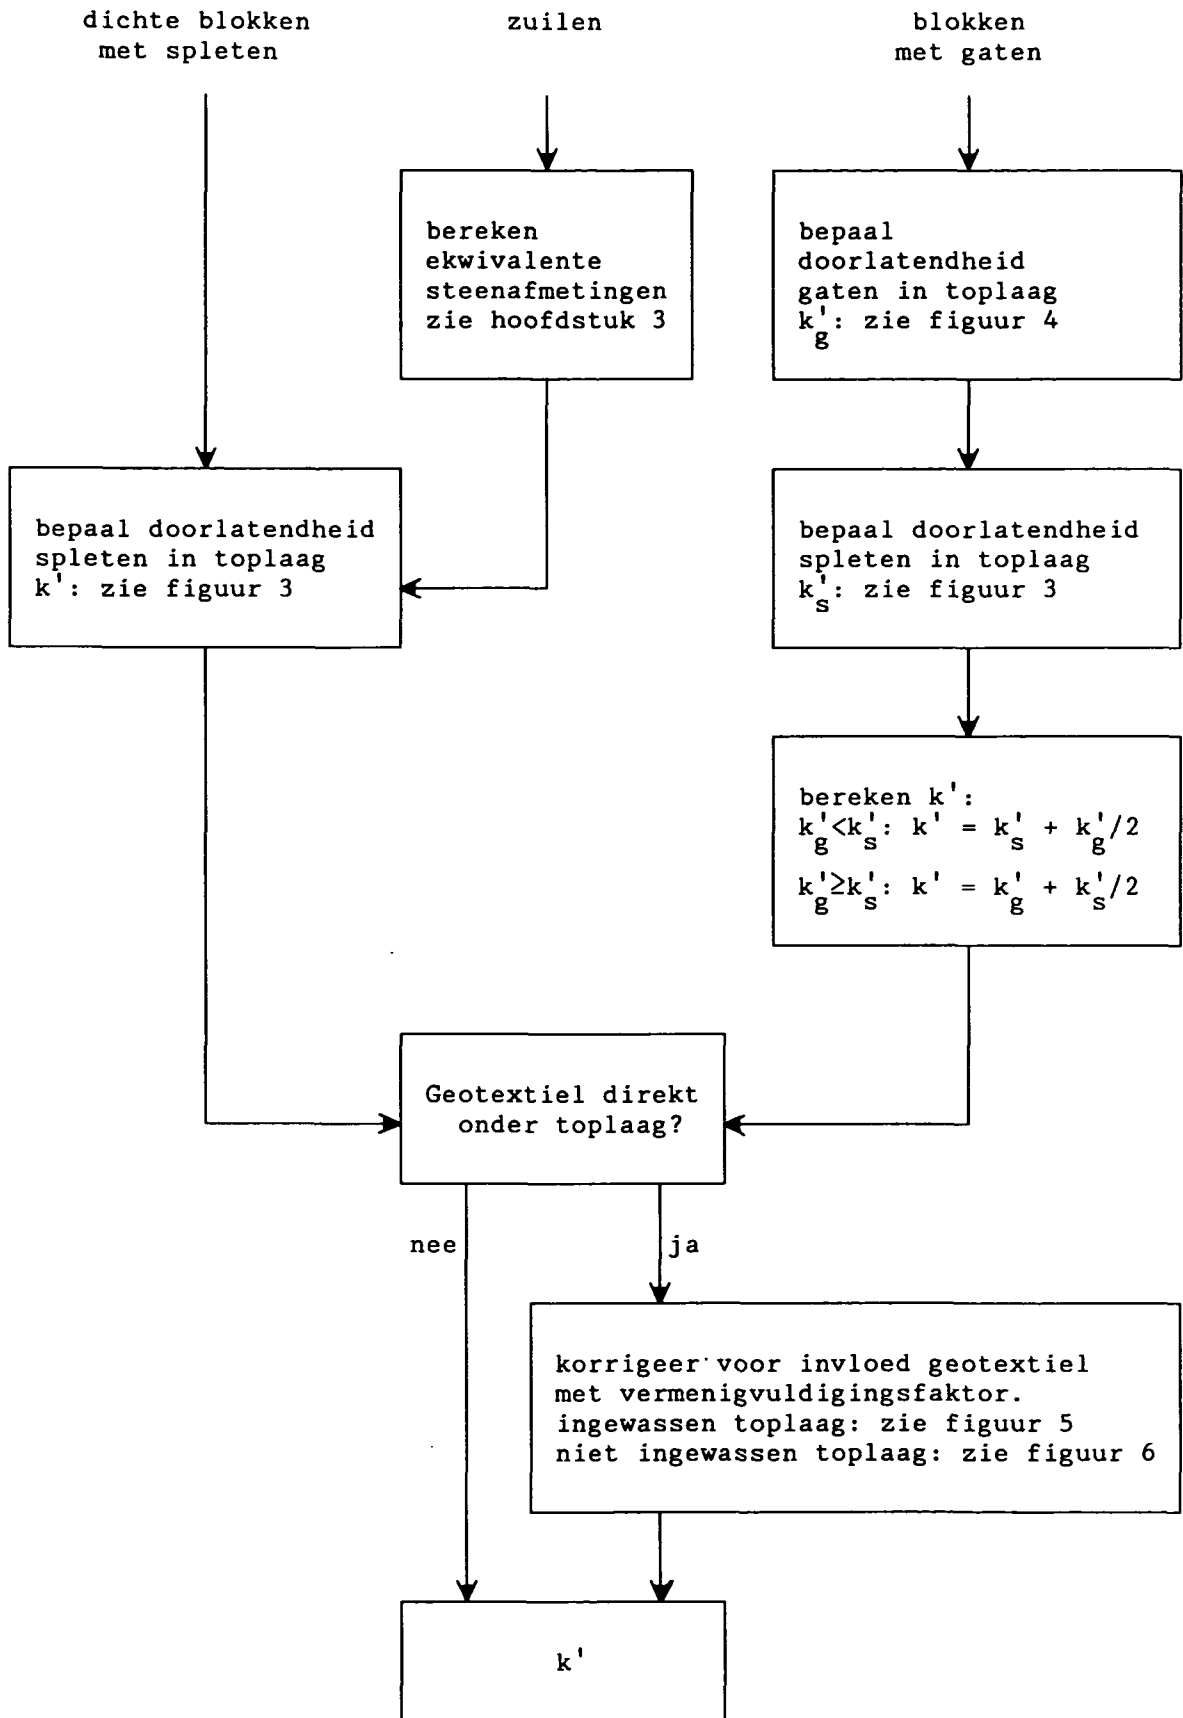 dichte blokken
met spleten
zuilen
blokken
met gaten
bereken
ekwivalente
steenafmetingen
zie hoofdstuk 3
bepaal
doorlatendheid
gaten in toplaag
k'g: zie figuur 4
bepaal doorlatendheid
spleten in toplaag
k': zie figuur 3
bepaal doorlatendheid
spleten in toplaag
k's: zie figuur 3
bereken k':
k'g<k's: k' = k's + k'g/2
k'g≥k's: k' = k'g + k's/2
Geotextiel direkt
onder toplaag?
nee
ja
korrigeer voor invloed geotextiel
met vermenigvuldigingsfaktor.
ingewassen toplaag: zie figuur 5
niet ingewassen toplaag: zie figuur 6
k'